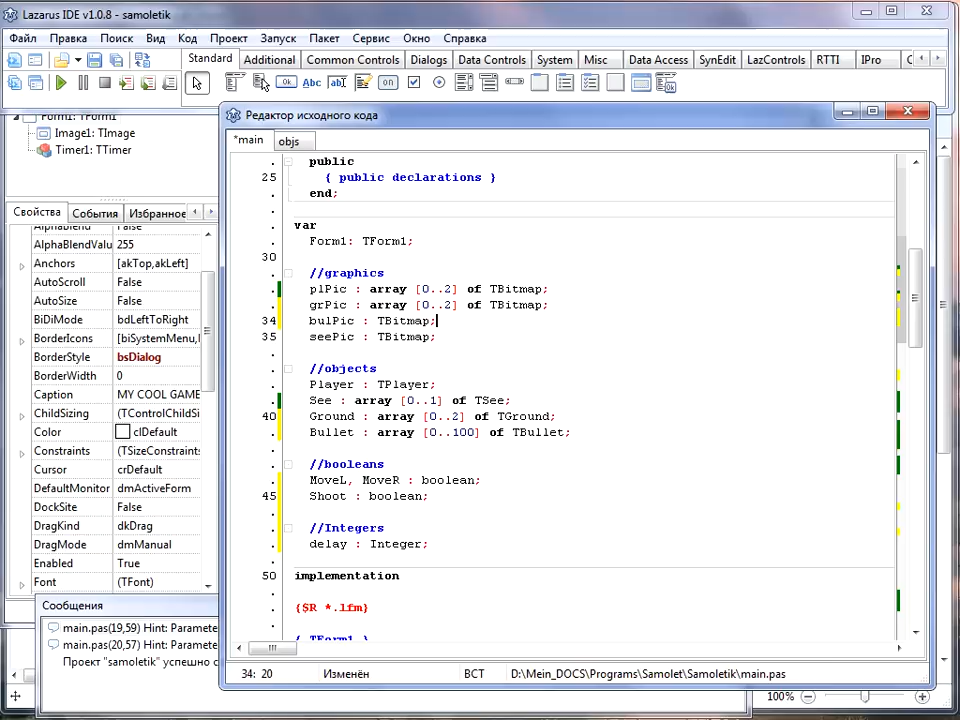 Lazarus IDE v1.0.8 - samoletik
Файл Правка Поиск Вид Код Проект Запуск Пакет Сервис Окно Справка
Standard Additional Common Controls Dialogs Data Controls System Misc Data Access SynEdit LazControls RTTI IPro
Ok Abc ab on
Form1: TForm1
Image1: TImage
Timer1: TTimer
Свойства События Избранное
AlphaBlend False
AlphaBlendValu 255
Anchors [akTop,akLeft]
AutoScroll False
AutoSize False
BiDiMode bdLeftToRight
BorderIcons [biSystemMenu,
BorderStyle bsDialog
BorderWidth 0
Caption MY COOL GAME
ChildSizing (TControlChildSi
Color clDefault
Constraints (TSizeConstraints
Cursor crDefault
DefaultMonitor dmActiveForm
DockSite False
DragKind dkDrag
DragMode dmManual
Enabled True
Font (TFont)
Сообщения
main.pas(19,59) Hint: Paramete
main.pas(20,57) Hint: Paramete
Проект "samoletik" успешно с
Редактор исходного кода
*main objs
public
25 { public declarations }
end;
var
Form1: TForm1;
30
//graphics
plPic : array [0..2] of TBitmap;
grPic : array [0..2] of TBitmap;
34 bulPic : TBitmap;
35 seePic : TBitmap;
//objects
Player : TPlayer;
See : array [0..1] of TSee;
40 Ground : array [0..2] of TGround;
Bullet : array [0..100] of TBullet;
//booleans
MoveL, MoveR : boolean;
45 Shoot : boolean;
//Integers
delay : Integer;
50 implementation
{$R *.lfm}
{ TForm1 }
34: 20 Изменён ВСТ D:\Mein_DOCS\Programs\Samolet\Samoletik\main.pas
100%